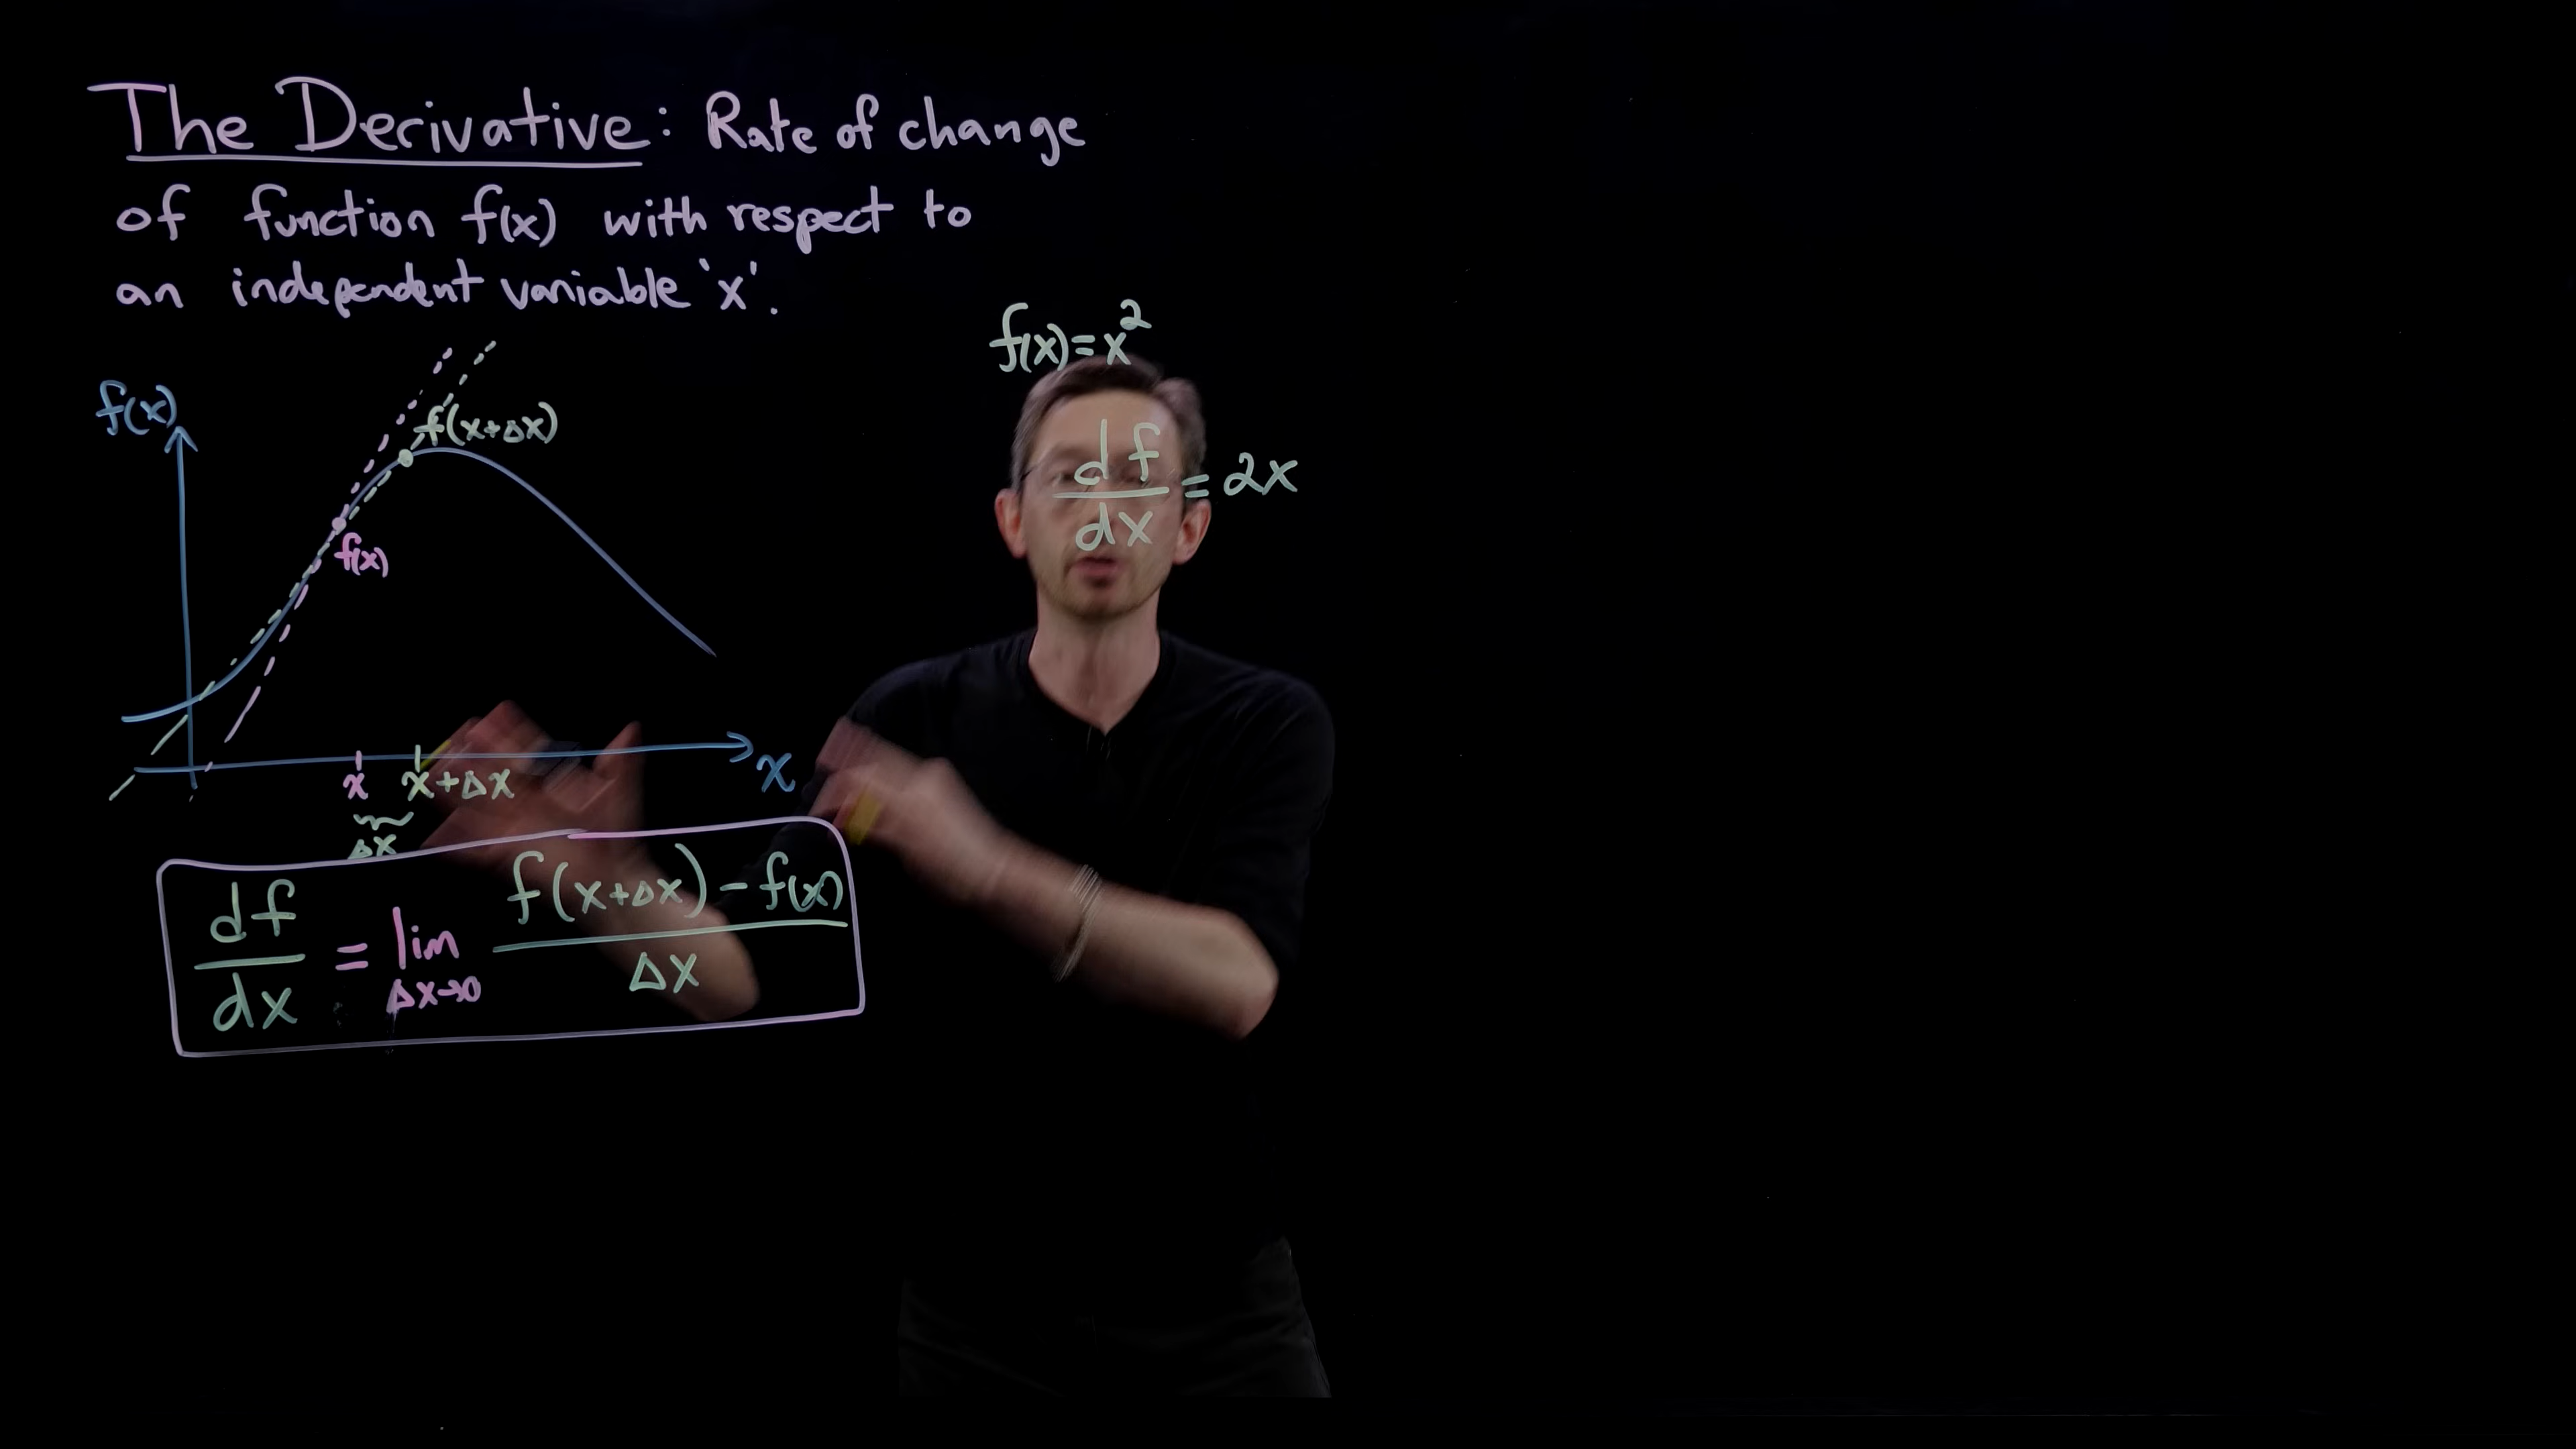 The Derivative: Rate of change
of function f(x) with respect to
an independent variable 'x'.
f(x)=x²
f(x)
f(x+Δx)
df/dx = 2x
f(x)
x
x
x+Δx
Δx
df/dx = lim Δx→0 (f(x+Δx) − f(x))/Δx